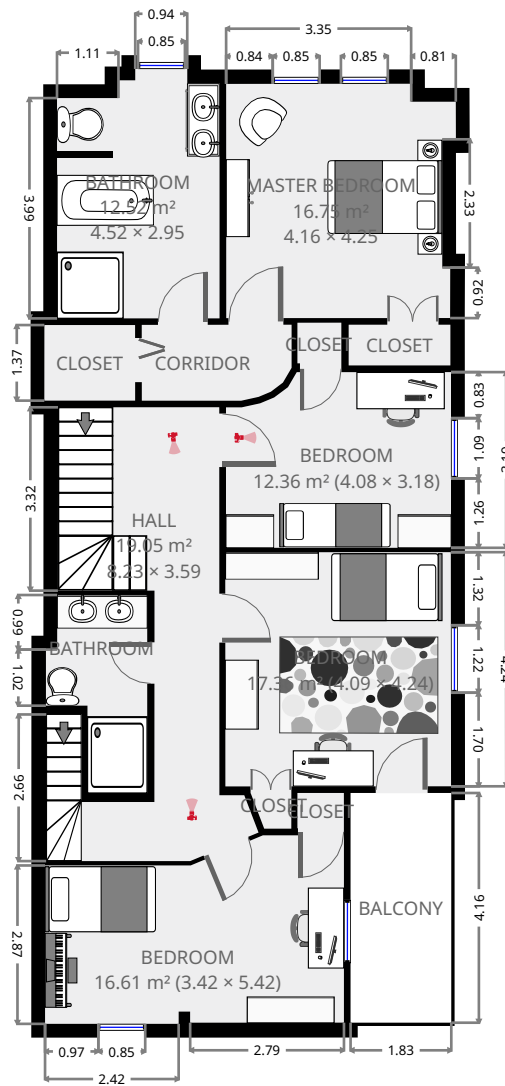 0.94
3.35
0.85
1.11
0.84
0.85
0.85
0.81
3.99
BATHROOM
12.52 m²
4.52 × 2.95
MASTER BEDROOM
16.75 m²
4.16 × 4.25
2.33
0.92
1.37
CLOSET
CORRIDOR
CLOSET
CLOSET
0.83
1.09
1.26
BEDROOM
12.36 m² (4.08 × 3.18)
3.32
HALL
19.05 m²
8.23 × 3.59
1.32
1.22
1.70
4.24
0.99
1.02
BATHROOM
BEDROOM
17.36 m² (4.09 × 4.24)
2.66
CLOSET
CLOSET
BALCONY
4.16
2.87
BEDROOM
16.61 m² (3.42 × 5.42)
0.97
0.85
2.79
1.83
2.42